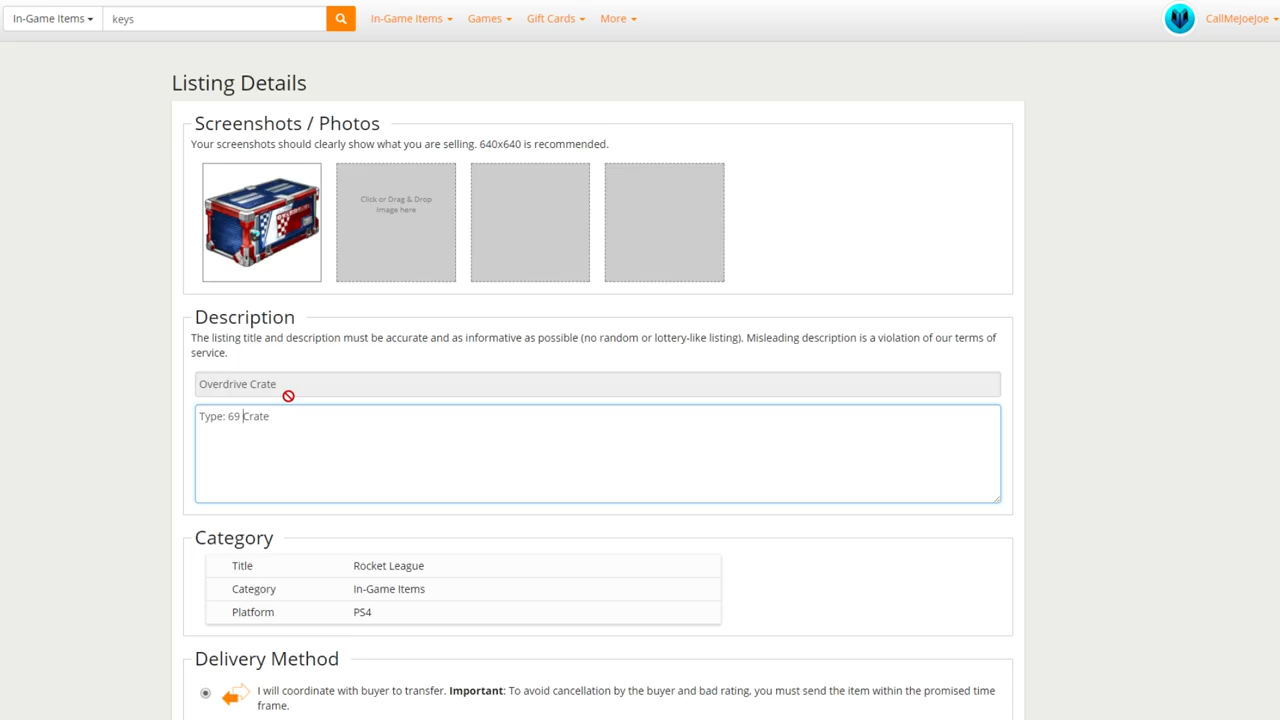 In-Game Items
keys
In-Game Items
Games
Gift Cards
More
CallMeJoeJoe
Listing Details
Screenshots / Photos
Your screenshots should clearly show what you are selling. 640x640 is recommended.
Click or Drag & Drop
Image here
Description
The listing title and description must be accurate and as informative as possible (no random or lottery-like listing). Misleading description is a violation of our terms of
service.
Overdrive Crate
Type: 69 Crate
Category
Title Rocket League
Category In-Game Items
Platform PS4
Delivery Method
I will coordinate with buyer to transfer. Important: To avoid cancellation by the buyer and bad rating, you must send the item within the promised time
frame.